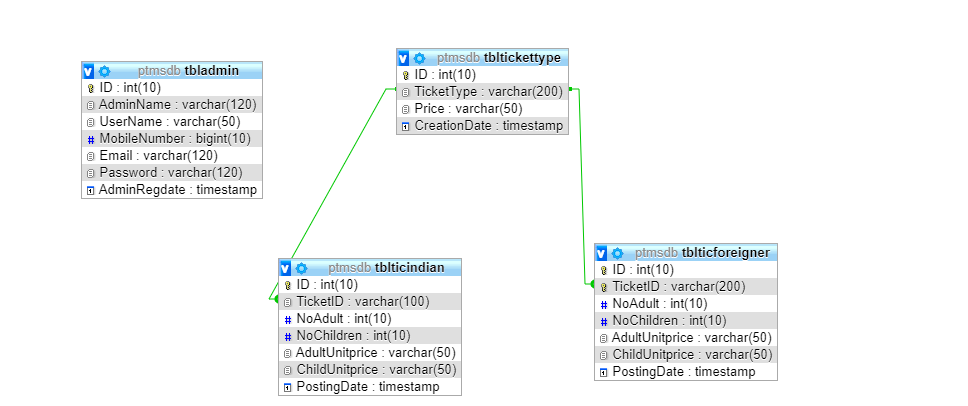 ptmsdb tbladmin
ID : int(10)
AdminName : varchar(120)
UserName : varchar(50)
# MobileNumber : bigint(10)
Email : varchar(120)
Password : varchar(120)
AdminRegdate : timestamp
ptmsdb tbltickettype
ID : int(10)
TicketType : varchar(200)
Price : varchar(50)
CreationDate : timestamp
ptmsdb tblticindian
ID : int(10)
TicketID : varchar(100)
# NoAdult : int(10)
# NoChildren : int(10)
AdultUnitprice : varchar(50)
ChildUnitprice : varchar(50)
PostingDate : timestamp
ptmsdb tblticforeigner
ID : int(10)
TicketID : varchar(200)
# NoAdult : int(10)
# NoChildren : int(10)
AdultUnitprice : varchar(50)
ChildUnitprice : varchar(50)
PostingDate : timestamp